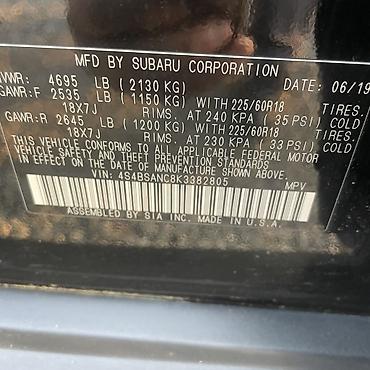 MFD BY SUBARU CORPORATION DATE: 06/19
VWR: 4695 LB ( 2130 KG)
GAWR:F 2535 LB ( 1150 KG) WITH 225/60R18 TIRES.
18X7J RIMS. AT 240 KPA ( 35 PSI) COLD
GAWR:R 2645 LB ( 1200 KG) WITH 225/60R18 TIRES.
18X7J RIMS. AT 230 KPA ( 33 PSI) COLD
THIS VEHICLE CONFORMS TO ALL APPLICABLE FEDERAL MOTOR
VEHICLE SAFETY AND THEFT PREVENTION STANDARDS
IN EFFECT ON THE DATE OF MANUFACTURE SHOWN ABOVE
VIN: 4S4BSANC8K3382805 MPV
ASSEMBLED BY SIA INC. MADE IN U.S.A.